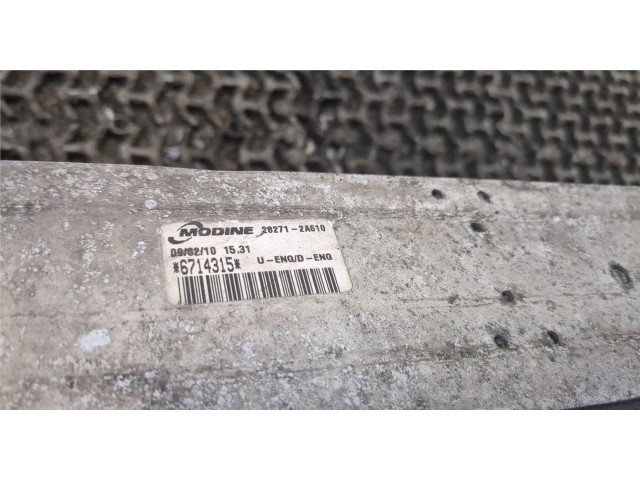 MODINE 28271-2A610
09/02/10 15.31
*6714315* U-ENG/D-ENG